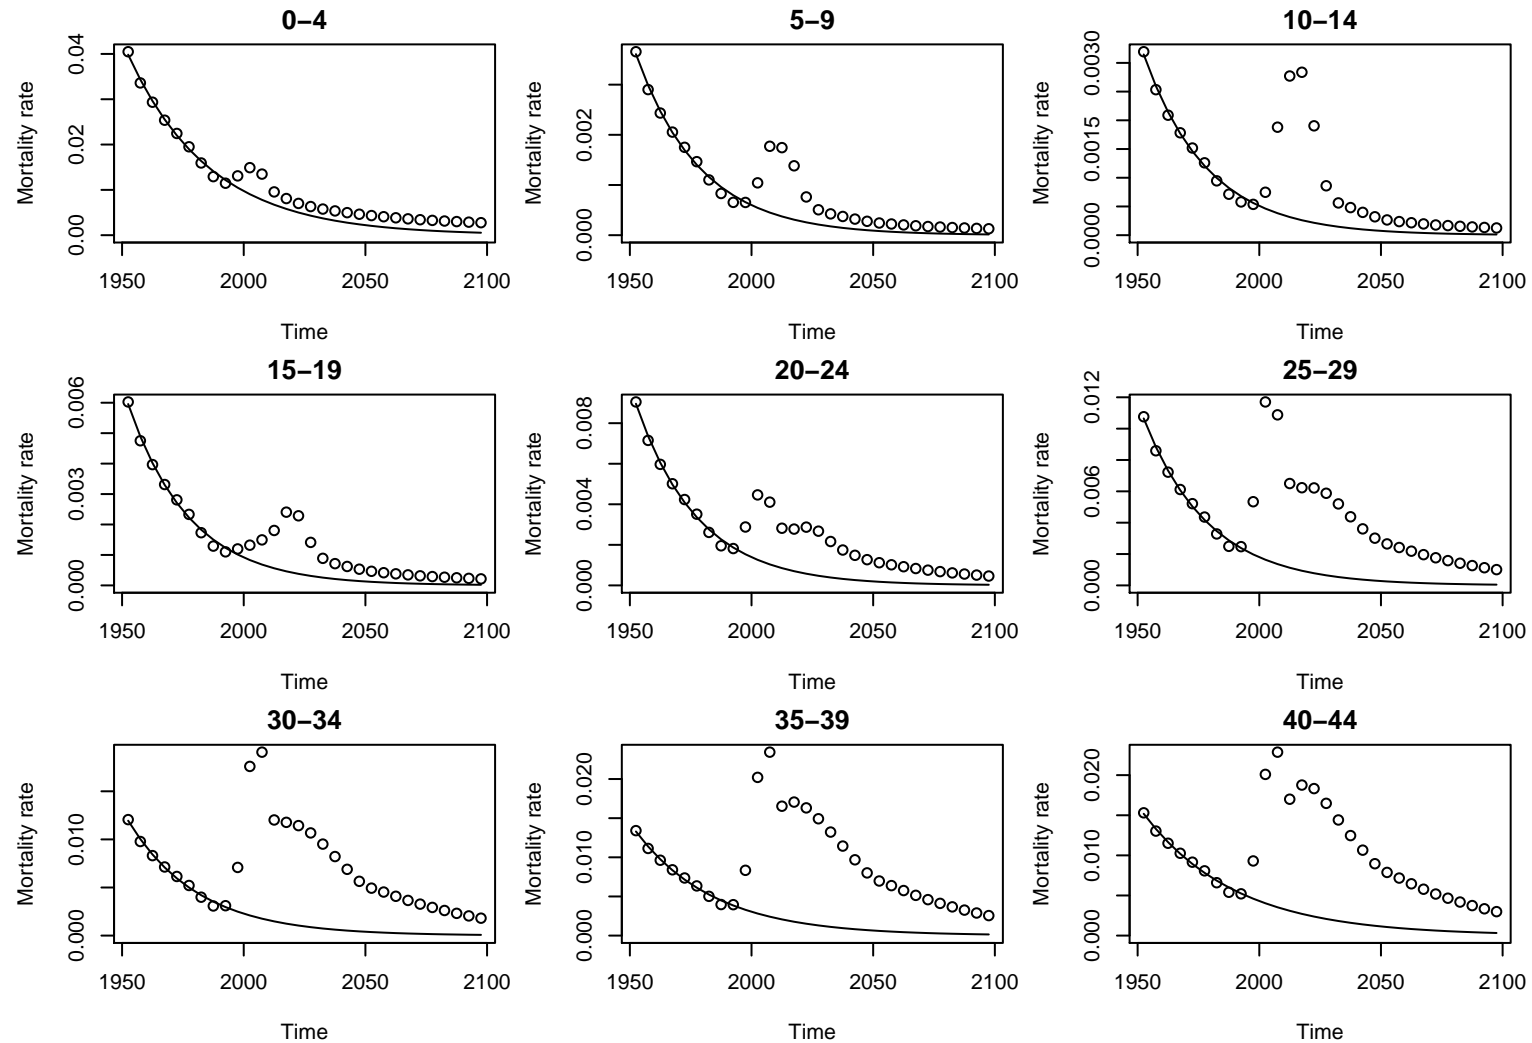 0–4
Mortality rate
0.00 0.02 0.04
1950 2000 2050 2100
Time
5–9
Mortality rate
0.000 0.002
1950 2000 2050 2100
Time
10–14
Mortality rate
0.0000 0.0015 0.0030
1950 2000 2050 2100
Time
15–19
Mortality rate
0.000 0.003 0.006
1950 2000 2050 2100
Time
20–24
Mortality rate
0.000 0.004 0.008
1950 2000 2050 2100
Time
25–29
Mortality rate
0.000 0.006 0.012
1950 2000 2050 2100
Time
30–34
Mortality rate
0.000 0.010
1950 2000 2050 2100
Time
35–39
Mortality rate
0.000 0.010 0.020
1950 2000 2050 2100
Time
40–44
Mortality rate
0.000 0.010 0.020
1950 2000 2050 2100
Time